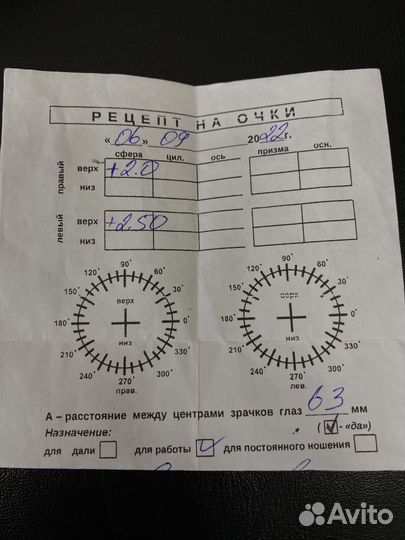 РЕЦЕПТ НА ОЧКИ
« 06 » 09 2022 г.
сфера цил. ось призма осн.
правый
верх +2.0
низ
левый
верх +2,50
низ
90° 90°
120° 60° 120° 60°
150° 30° 150° 30°
верх верх
180° 0° 180° 0°
низ низ
210° 330° 210° 330°
240° 300° 240° 300°
270° 270°
прав. лев.
А – расстояние между центрами зрачков глаз 63 мм
Назначение: ( ✓ - «да»)
для дали для работы ✓ для постоянного ношения
Avito